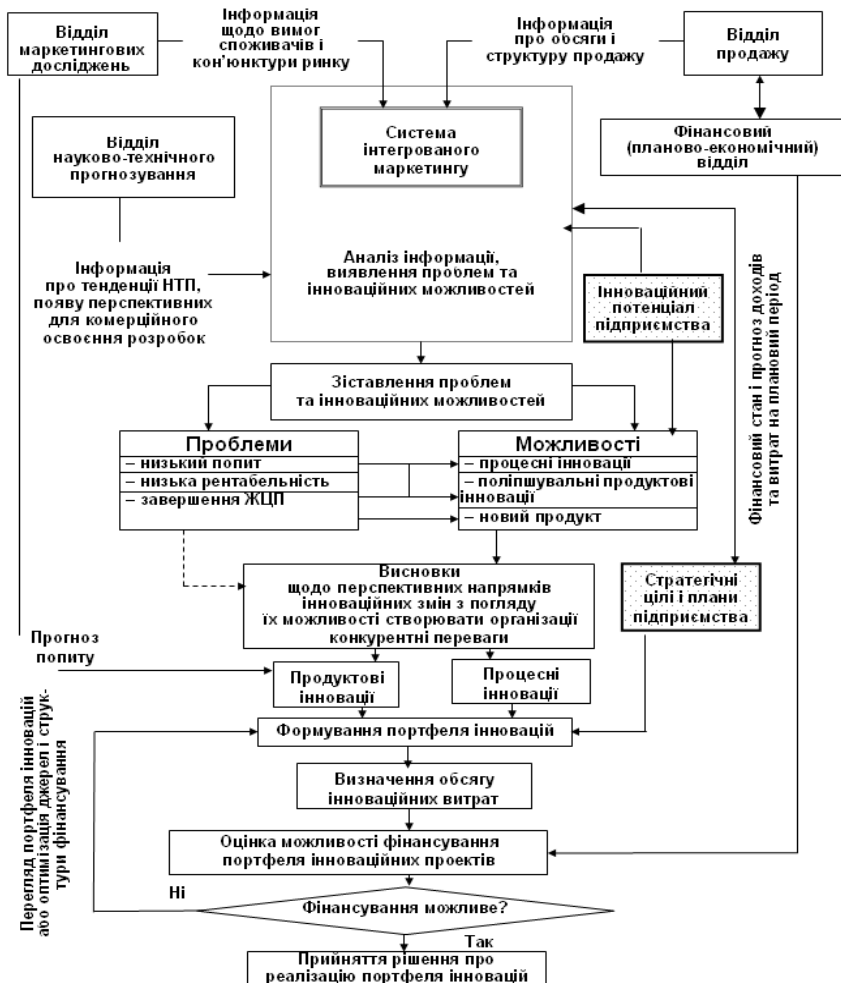 Відділ
маркетингових
досліджень
Інформація
щодо вимог
споживачів і
кон'юнктури ринку
Інформація
про обсяги і
структуру продажу
Відділ
продажу
Відділ
науково-технічного
прогнозування
Система
інтегрованого
маркетингу
Фінансовий
(планово-економічний)
відділ
Інформація
про тенденції НТП,
появу перспективних
для комерційного
освоєння розробок
Аналіз інформації,
виявлення проблем та
інноваційних можливостей
Інноваційний
потенціал
підприємства
Фінансовий стан і прогноз доходів
та витрат на плановий період
Зіставлення проблем
та інноваційних можливостей
Проблеми
– низький попит
– низька рентабельність
– завершення ЖЦП
Можливості
– процесні інновації
– поліпшувальні продуктові
інновації
– новий продукт
Висновки
щодо перспективних напрямків
інноваційних змін з погляду
їх можливості створювати організації
конкурентні переваги
Стратегічні
цілі і плани
підприємства
Прогноз
попиту
Продуктові
інновації
Процесні
інновації
Формування портфеля інновацій
Перегляд портфеля інновацій
або оптимізація джерел і струк-
тури фінансування
Визначення обсягу
інноваційних витрат
Оцінка можливості фінансування
портфеля інноваційних проектів
Ні
Фінансування можливе?
Так
Прийняття рішення про
реалізацію портфеля інновацій